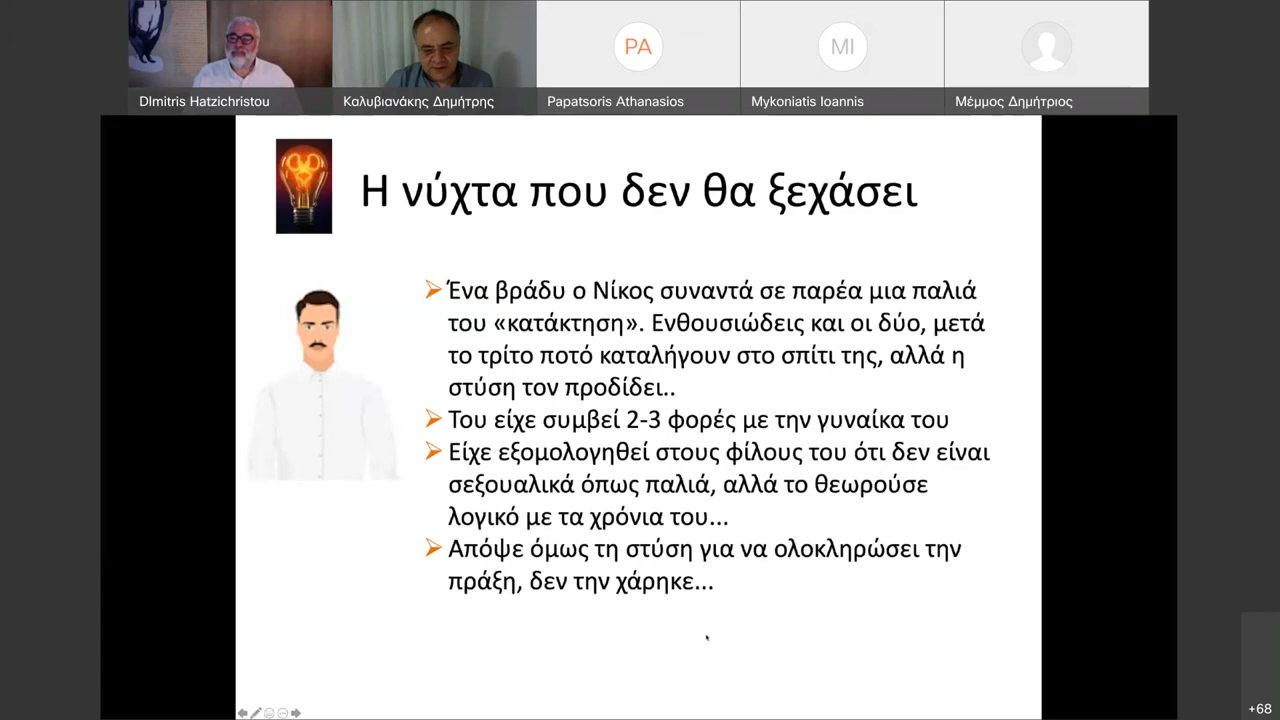 DImitris Hatzichristou
Καλυβιανάκης Δημήτρης
PA
Papatsoris Athanasios
MI
Mykoniatis Ioannis
Μέμμος Δημήτριος
Η νύχτα που δεν θα ξεχάσει
Ένα βράδυ ο Νίκος συναντά σε παρέα μια παλιά
του «κατάκτηση». Ενθουσιώδεις και οι δύο, μετά
το τρίτο ποτό καταλήγουν στο σπίτι της, αλλά η
στύση τον προδίδει..
Του είχε συμβεί 2-3 φορές με την γυναίκα του
Είχε εξομολογηθεί στους φίλους του ότι δεν είναι
σεξουαλικά όπως παλιά, αλλά το θεωρούσε
λογικό με τα χρόνια του...
Απόψε όμως τη στύση για να ολοκληρώσει την
πράξη, δεν την χάρηκε...
+68